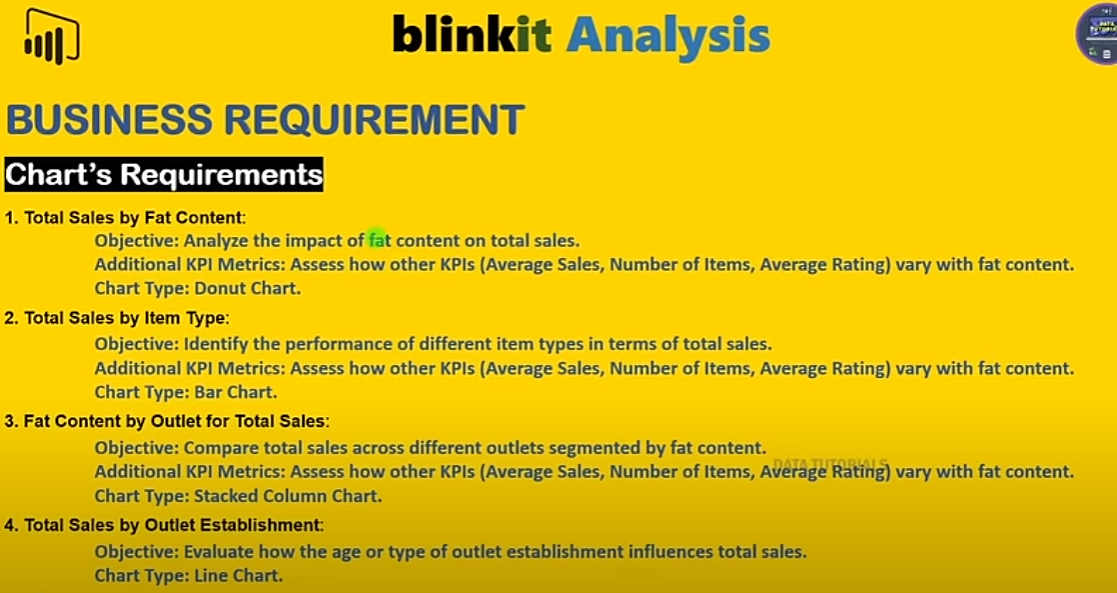 blinkit Analysis
BUSINESS REQUIREMENT
Chart's Requirements
1. Total Sales by Fat Content:
Objective: Analyze the impact of fat content on total sales.
Additional KPI Metrics: Assess how other KPIs (Average Sales, Number of Items, Average Rating) vary with fat content.
Chart Type: Donut Chart.
2. Total Sales by Item Type:
Objective: Identify the performance of different item types in terms of total sales.
Additional KPI Metrics: Assess how other KPIs (Average Sales, Number of Items, Average Rating) vary with fat content.
Chart Type: Bar Chart.
3. Fat Content by Outlet for Total Sales:
Objective: Compare total sales across different outlets segmented by fat content.
DATA TUTORIALS
Additional KPI Metrics: Assess how other KPIs (Average Sales, Number of Items, Average Rating) vary with fat content.
Chart Type: Stacked Column Chart.
4. Total Sales by Outlet Establishment:
Objective: Evaluate how the age or type of outlet establishment influences total sales.
Chart Type: Line Chart.